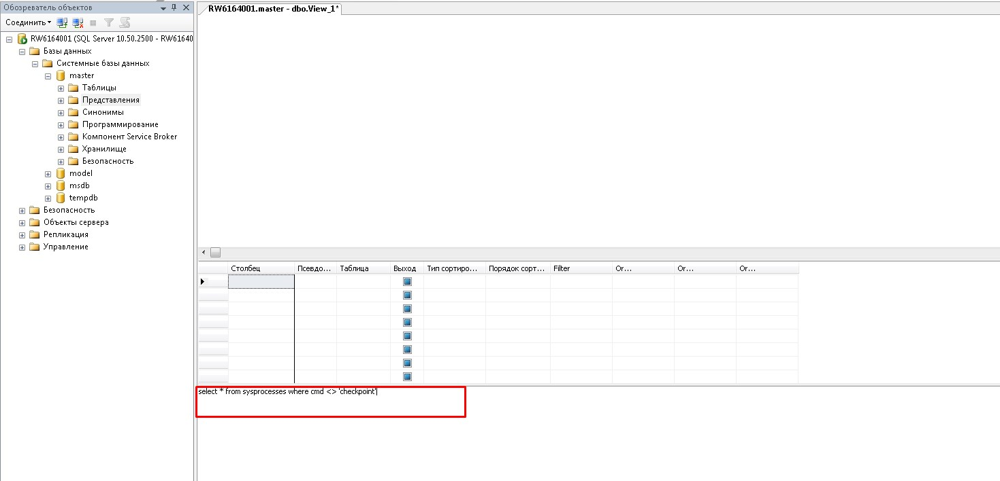 Обозреватель объектов
Соединить
RW6164001 (SQL Server 10.50.2500 - RW61640
Базы данных
Системные базы данных
master
Таблицы
Представления
Синонимы
Программирование
Компонент Service Broker
Хранилище
Безопасность
model
msdb
tempdb
Безопасность
Объекты сервера
Репликация
Управление
RW6164001.master - dbo.View_1*
Столбец Псевдо... Таблица Выход Тип сортиро... Порядок сорт... Filter Or... Or... Or...
select * from sysprocesses where cmd <> 'checkpoint'